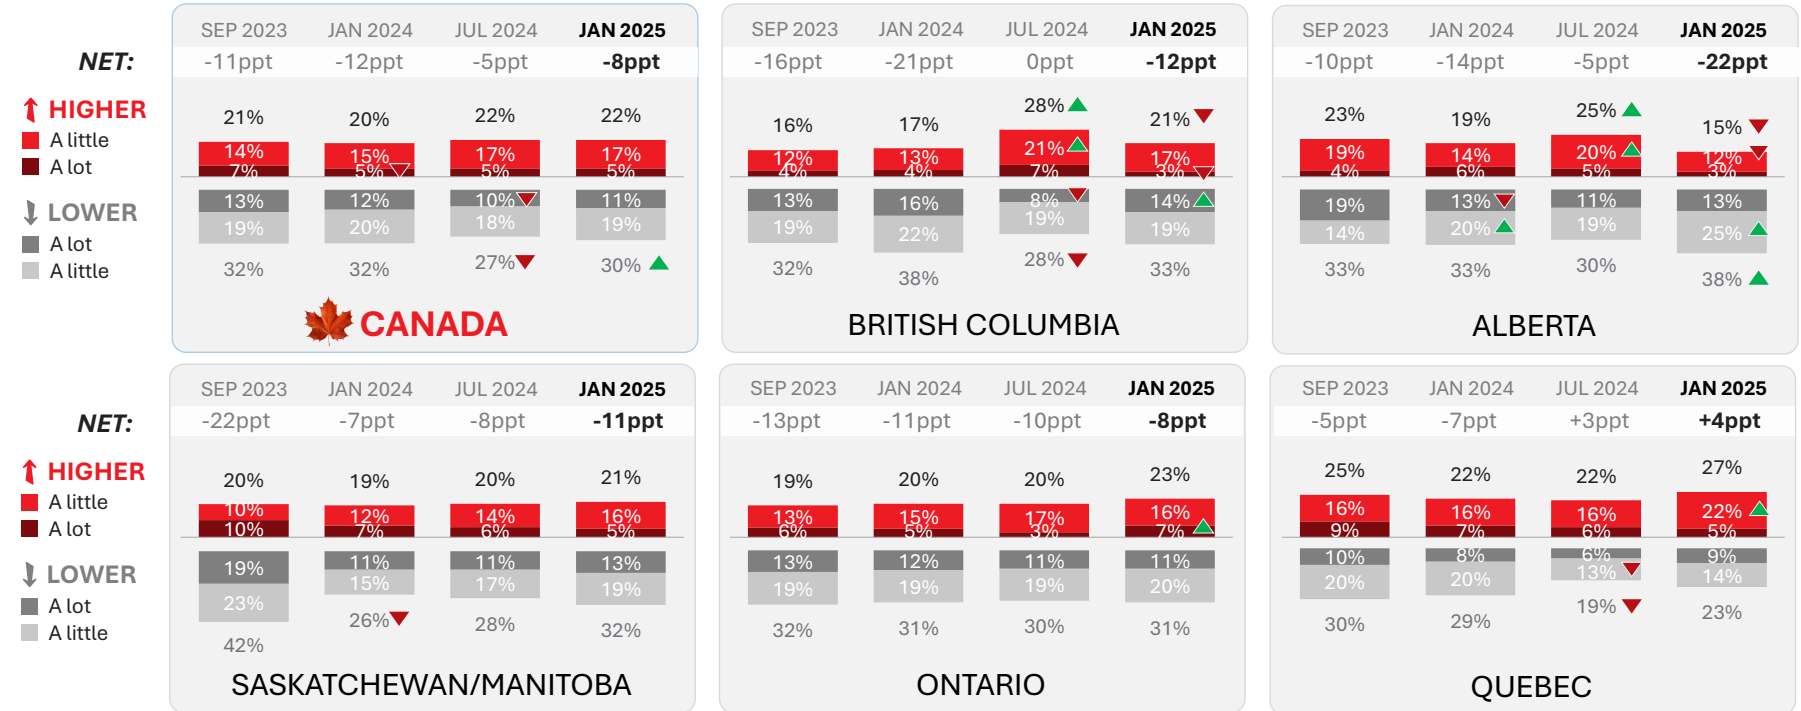 SEP 2023 JAN 2024 JUL 2024 JAN 2025
NET: -11ppt -12ppt -5ppt -8ppt
HIGHER
A little
A lot
21% 20% 22% 22%
14% 15% 17% 17%
7% 5% 5% 5%
LOWER
A lot
A little
13% 12% 10% 11%
19% 20% 18% 19%
32% 32% 27% 30%
CANADA
SEP 2023 JAN 2024 JUL 2024 JAN 2025
-16ppt -21ppt 0ppt -12ppt
16% 17% 28% 21%
12% 13% 21% 17%
4% 4% 7% 3%
13% 16% 8% 14%
19% 22% 19% 19%
32% 38% 28% 33%
BRITISH COLUMBIA
SEP 2023 JAN 2024 JUL 2024 JAN 2025
-10ppt -14ppt -5ppt -22ppt
23% 19% 25% 15%
19% 14% 20% 12%
4% 6% 5% 3%
19% 13% 11% 13%
14% 20% 19% 25%
33% 33% 30% 38%
ALBERTA
SEP 2023 JAN 2024 JUL 2024 JAN 2025
NET: -22ppt -7ppt -8ppt -11ppt
HIGHER
A little
A lot
20% 19% 20% 21%
10% 12% 14% 16%
10% 7% 6% 5%
LOWER
A lot
A little
19% 11% 11% 13%
23% 15% 17% 19%
42% 26% 28% 32%
SASKATCHEWAN/MANITOBA
SEP 2023 JAN 2024 JUL 2024 JAN 2025
-13ppt -11ppt -10ppt -8ppt
19% 20% 20% 23%
13% 15% 17% 16%
6% 5% 3% 7%
13% 12% 11% 11%
19% 19% 19% 20%
32% 31% 30% 31%
ONTARIO
SEP 2023 JAN 2024 JUL 2024 JAN 2025
-5ppt -7ppt +3ppt +4ppt
25% 22% 22% 27%
16% 16% 16% 22%
9% 7% 6% 5%
10% 8% 6% 9%
20% 20% 13% 14%
30% 29% 19% 23%
QUEBEC